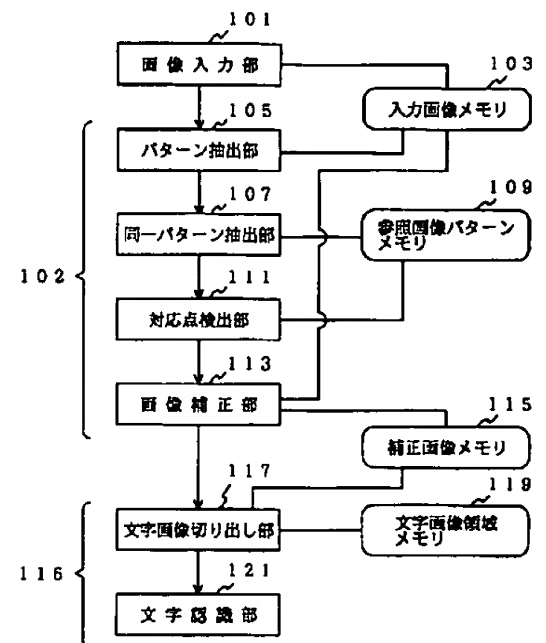 １０１
画像入力部
１０３
入力画像メモリ
１０５
パターン抽出部
１０７
同一パターン抽出部
１０９
参照画像パターン
メモリ
１０２
１１１
対応点検出部
１１３
画像補正部
１１５
補正画像メモリ
１１７
文字画像切り出し部
１１９
文字画像領域
メモリ
１１６
１２１
文字認識部